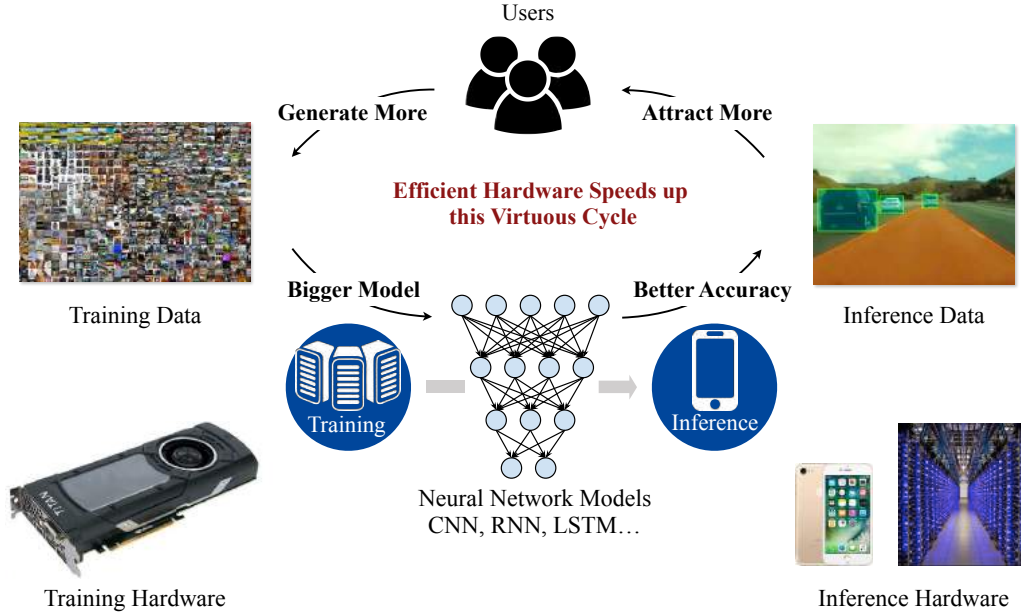 Users
Generate More
Attract More
Efficient Hardware Speeds up
this Virtuous Cycle
Training Data
Bigger Model
Better Accuracy
Inference Data
Training
Inference
TITAN
Neural Network Models
CNN, RNN, LSTM…
Training Hardware
Inference Hardware